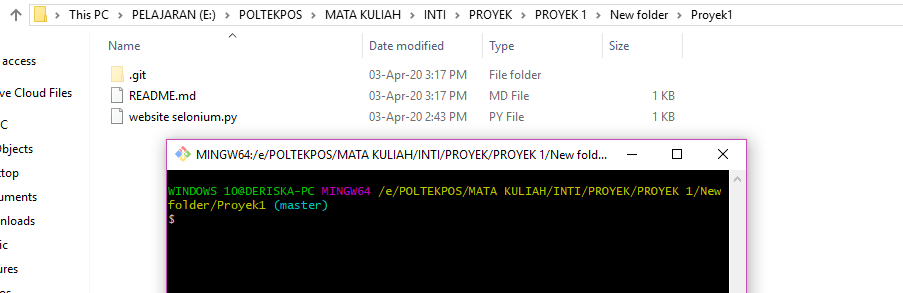 This PC > PELAJARAN (E:) > POLTEKPOS > MATA KULIAH > INTI > PROYEK > PROYEK 1 > New folder > Proyek1
Name Date modified Type Size
access
ve Cloud Files
C
Objects
top
uments
nloads
ic
ures
eos
.git 03-Apr-20 3:17 PM File folder
README.md 03-Apr-20 3:17 PM MD File 1 KB
website selonium.py 03-Apr-20 2:43 PM PY File 1 KB
MINGW64:/e/POLTEKPOS/MATA KULIAH/INTI/PROYEK/PROYEK 1/New fold...
WINDOWS 10@DERISKA-PC MINGW64 /e/POLTEKPOS/MATA KULIAH/INTI/PROYEK/PROYEK 1/New
folder/Proyek1 (master)
$